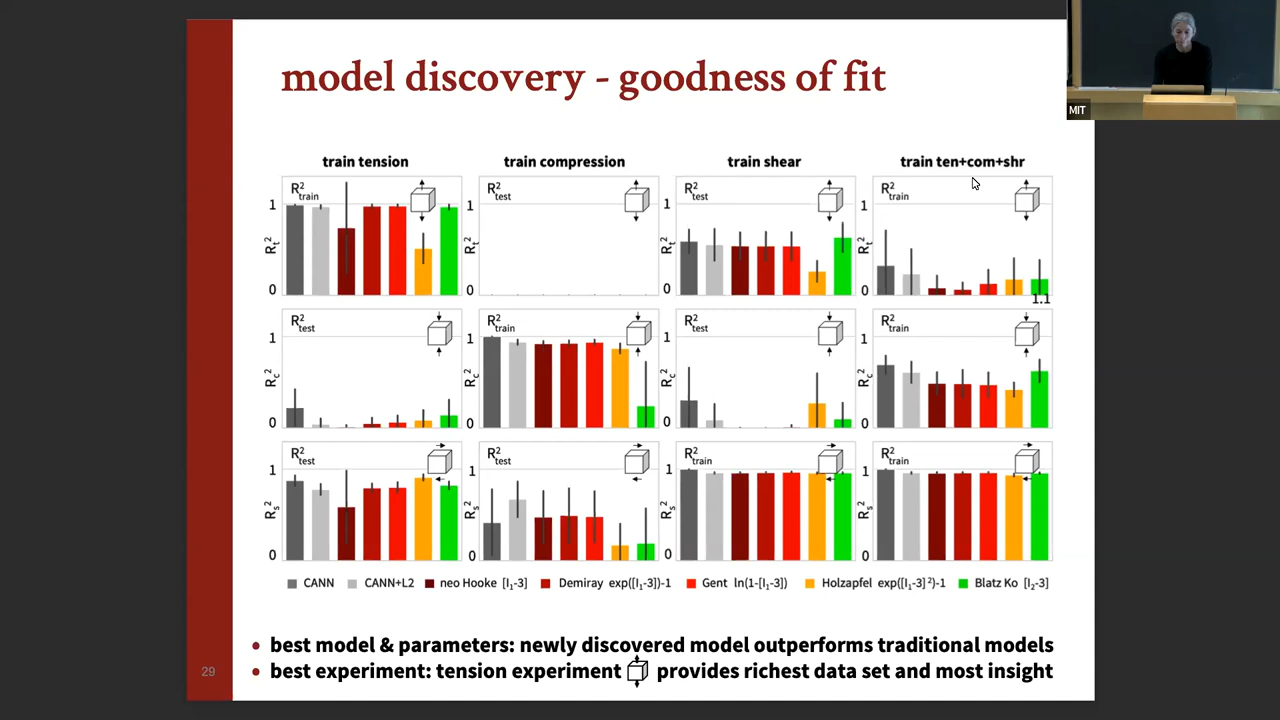 model discovery - goodness of fit
MIT
train tension train compression train shear train ten+com+shr
R²train R²test R²test R²train
1 1 1 1
R²t R²t R²t R²t
0 0 0 0
1.1
R²test R²train R²test R²train
1 1 1 1
R²c R²c R²c R²c
0 0 0 0
R²test R²test R²train R²train
1 1 1 1
R²s R²s R²s R²s
0 0 0 0
CANN CANN+L2 neo Hooke [I₁-3] Demiray exp([I₁-3])-1 Gent ln(1-[I₁-3]) Holzapfel exp([I₁-3]²)-1 Blatz Ko [I₂-3]
• best model & parameters: newly discovered model outperforms traditional models
• best experiment: tension experiment provides richest data set and most insight
29